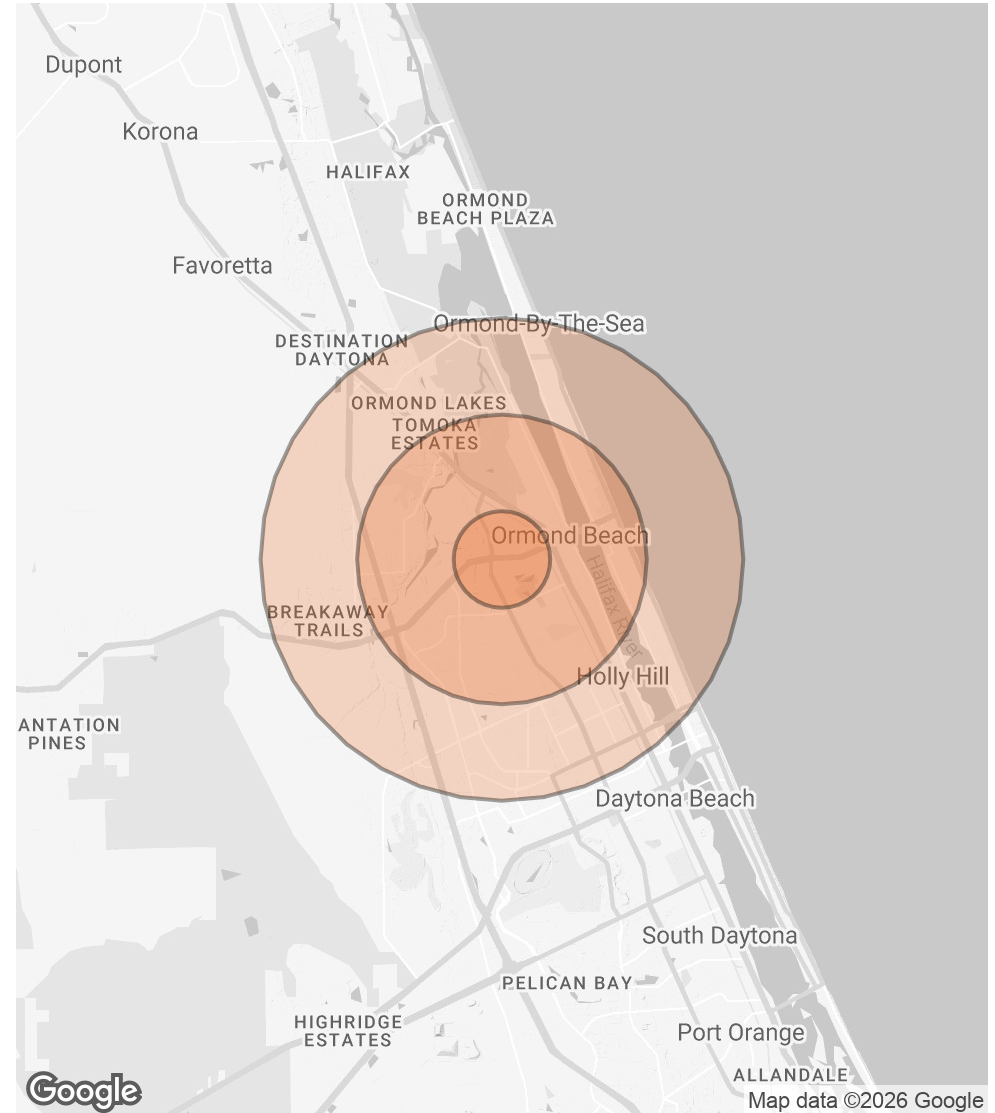 Dupont
Korona
HALIFAX
ORMOND
BEACH PLAZA
Favoretta
Ormond-By-The-Sea
DESTINATION
DAYTONA
ORMOND LAKES
TOMOKA
ESTATES
Ormond Beach
Halifax River
BREAKAWAY
TRAILS
Holly Hill
ANTATION
PINES
Daytona Beach
South Daytona
PELICAN BAY
HIGHRIDGE
ESTATES
Port Orange
ALLANDALE
Google
Map data ©2026 Google